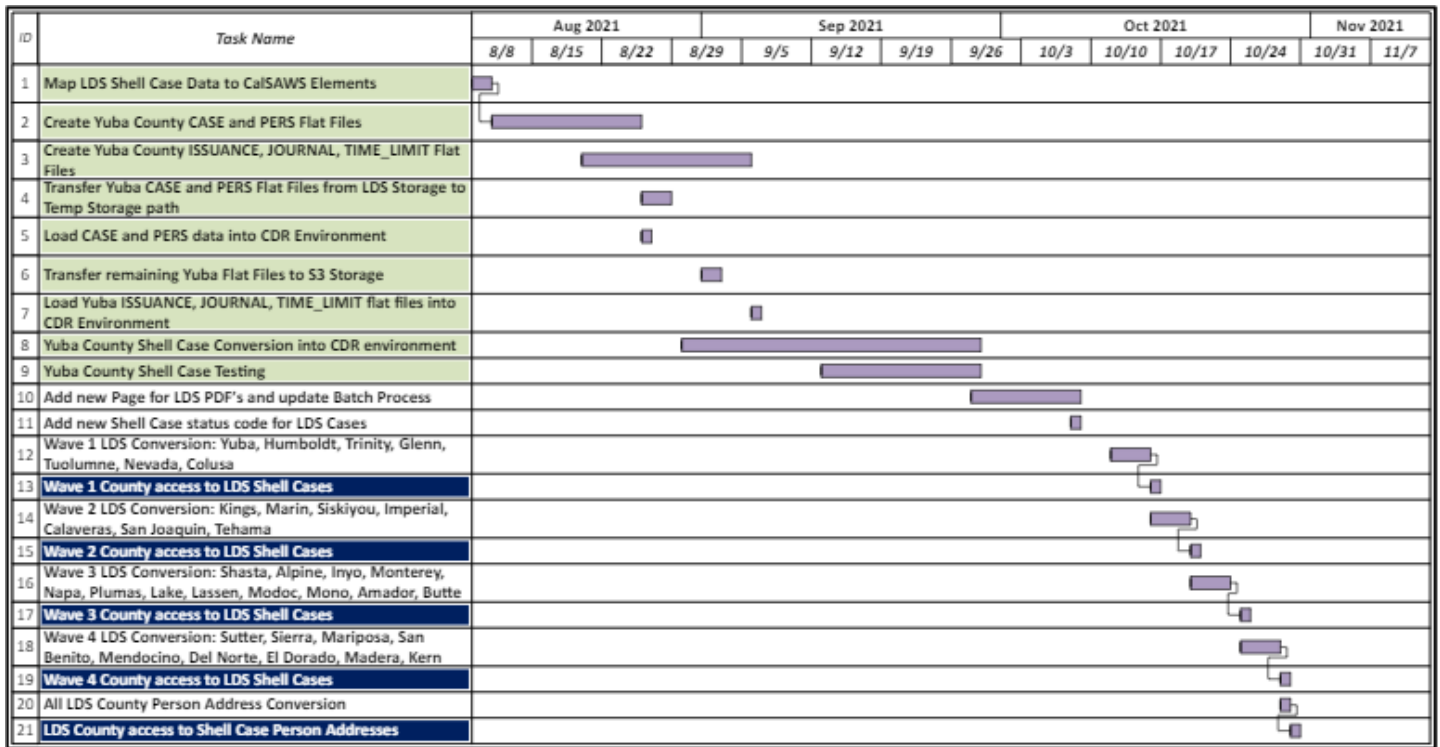 ID
Task Name
Aug 2021
Sep 2021
Oct 2021
Nov 2021
8/8
8/15
8/22
8/29
9/5
9/12
9/19
9/26
10/3
10/10
10/17
10/24
10/31
11/7
1
Map LDS Shell Case Data to CalSAWS Elements
2
Create Yuba County CASE and PERS Flat Files
3
Create Yuba County ISSUANCE, JOURNAL, TIME_LIMIT Flat
Files
4
Transfer Yuba CASE and PERS Flat Files from LDS Storage to
Temp Storage path
5
Load CASE and PERS data into CDR Environment
6
Transfer remaining Yuba Flat Files to S3 Storage
7
Load Yuba ISSUANCE, JOURNAL, TIME_LIMIT flat files into
CDR Environment
8
Yuba County Shell Case Conversion into CDR environment
9
Yuba County Shell Case Testing
10
Add new Page for LDS PDF's and update Batch Process
11
Add new Shell Case status code for LDS Cases
12
Wave 1 LDS Conversion: Yuba, Humboldt, Trinity, Glenn,
Tuolumne, Nevada, Colusa
13
Wave 1 County access to LDS Shell Cases
14
Wave 2 LDS Conversion: Kings, Marin, Siskiyou, Imperial,
Calaveras, San Joaquin, Tehama
15
Wave 2 County access to LDS Shell Cases
16
Wave 3 LDS Conversion: Shasta, Alpine, Inyo, Monterey,
Napa, Plumas, Lake, Lassen, Modoc, Mono, Amador, Butte
17
Wave 3 County access to LDS Shell Cases
18
Wave 4 LDS Conversion: Sutter, Sierra, Mariposa, San
Benito, Mendocino, Del Norte, El Dorado, Madera, Kern
19
Wave 4 County access to LDS Shell Cases
20
All LDS County Person Address Conversion
21
LDS County access to Shell Case Person Addresses